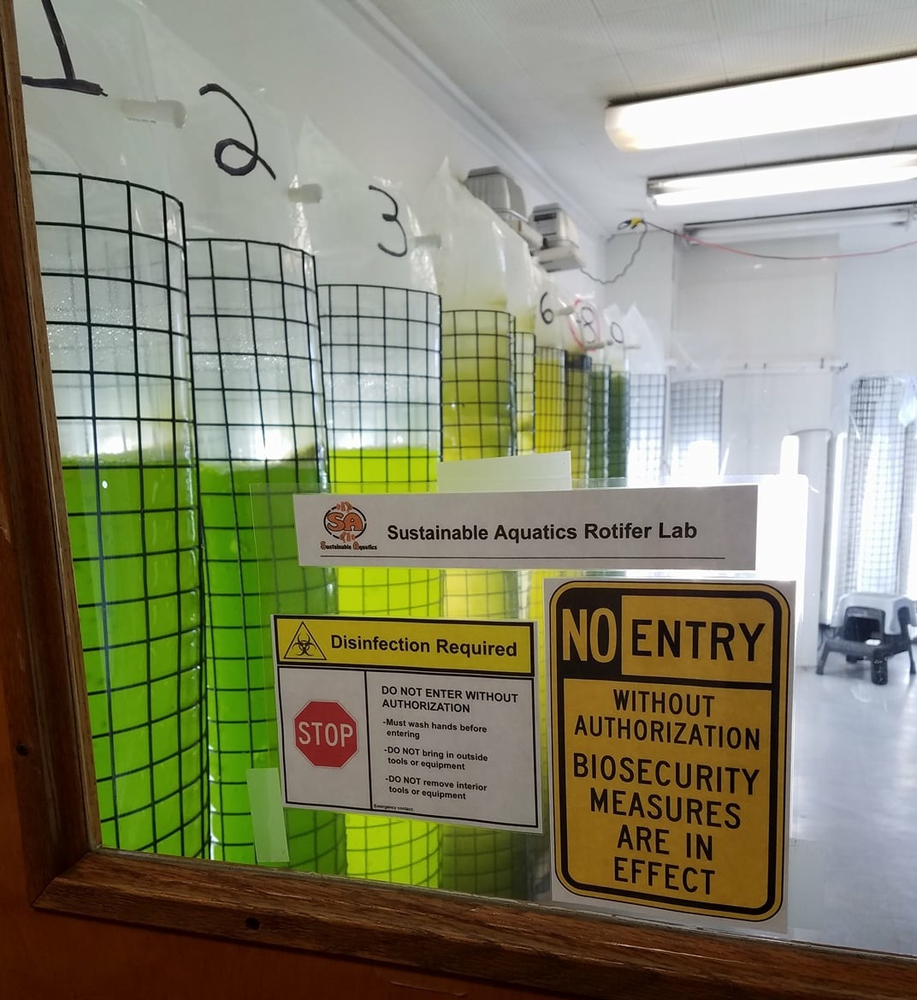 1
2
3
6
8
9
SA
Sustainable Aquatics
Sustainable Aquatics Rotifer Lab
Disinfection Required
STOP
DO NOT ENTER WITHOUT
AUTHORIZATION
-Must wash hands before
entering
-DO NOT bring in outside
tools or equipment
-DO NOT remove interior
tools or equipment
Emergency contact:
NO ENTRY
WITHOUT
AUTHORIZATION
BIOSECURITY
MEASURES
ARE IN
EFFECT